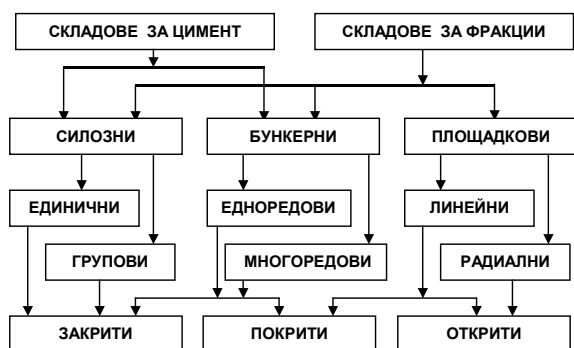 СКЛАДОВЕ ЗА ЦИМЕНТ
СКЛАДОВЕ ЗА ФРАКЦИИ
СИЛОЗНИ
БУНКЕРНИ
ПЛОЩАДКОВИ
ЕДИНИЧНИ
ЕДНОРЕДОВИ
ЛИНЕЙНИ
ГРУПОВИ
МНОГОРЕДОВИ
РАДИАЛНИ
ЗАКРИТИ
ПОКРИТИ
ОТКРИТИ